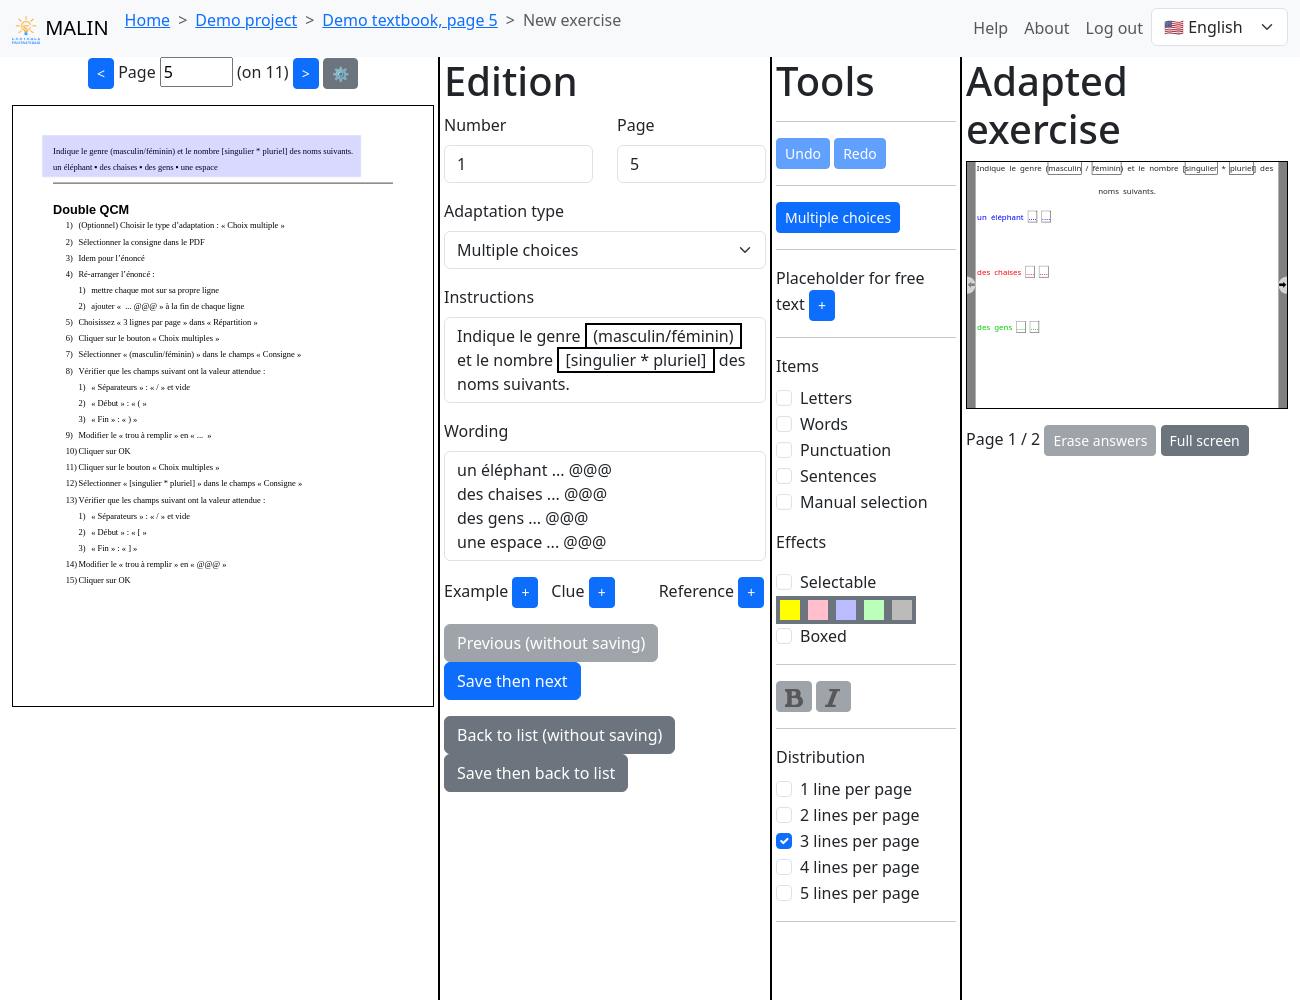 MALIN
Home > Demo project > Demo textbook, page 5 > New exercise
Help About Log out 🇺🇸 English
< Page 5 (on 11) > ⚙️
Indique le genre (masculin/féminin) et le nombre [singulier * pluriel] des noms suivants.
un éléphant • des chaises • des gens • une espace
Double QCM
1) (Optionnel) Choisir le type d’adaptation : « Choix multiple »
2) Sélectionner la consigne dans le PDF
3) Idem pour l’énoncé
4) Ré-arranger l’énoncé :
1) mettre chaque mot sur sa propre ligne
2) ajouter « ... @@@ » à la fin de chaque ligne
5) Choisissez « 3 lignes par page » dans « Répartition »
6) Cliquer sur le bouton « Choix multiples »
7) Sélectionner « (masculin/féminin) » dans le champs « Consigne »
8) Vérifier que les champs suivant ont la valeur attendue :
1) « Séparateurs » : « / » et vide
2) « Début » : « ( »
3) « Fin » : « ) »
9) Modifier le « trou à remplir » en « ... »
10) Cliquer sur OK
11) Cliquer sur le bouton « Choix multiples »
12) Sélectionner « [singulier * pluriel] » dans le champs « Consigne »
13) Vérifier que les champs suivant ont la valeur attendue :
1) « Séparateurs » : « / » et vide
2) « Début » : « [ »
3) « Fin » : « ] »
14) Modifier le « trou à remplir » en « @@@ »
15) Cliquer sur OK
Edition
Number Page
1 5
Adaptation type
Multiple choices
Instructions
Indique le genre (masculin/féminin)
et le nombre [singulier * pluriel] des
noms suivants.
Wording
un éléphant ... @@@
des chaises ... @@@
des gens ... @@@
une espace ... @@@
Example + Clue + Reference +
Previous (without saving)
Save then next
Back to list (without saving)
Save then back to list
Tools
Undo Redo
Multiple choices
Placeholder for free
text +
Items
Letters
Words
Punctuation
Sentences
Manual selection
Effects
Selectable
Boxed
B I
Distribution
1 line per page
2 lines per page
3 lines per page
4 lines per page
5 lines per page
Adapted
exercise
Indique le genre (masculin / féminin) et le nombre [singulier * pluriel] des
noms suivants.
un éléphant .... ....
des chaises .... ....
des gens .... ....
Page 1 / 2 Erase answers Full screen